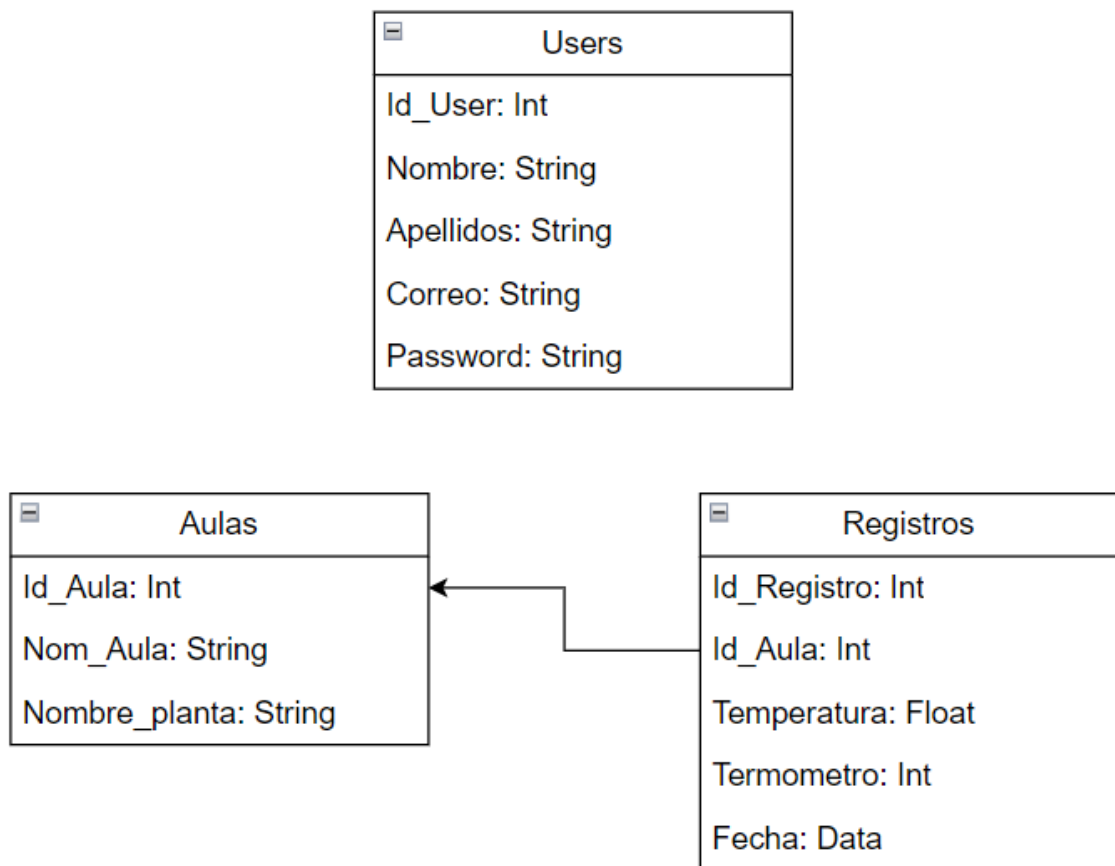 Users
Id_User: Int
Nombre: String
Apellidos: String
Correo: String
Password: String
Aulas
Id_Aula: Int
Nom_Aula: String
Nombre_planta: String
Registros
Id_Registro: Int
Id_Aula: Int
Temperatura: Float
Termometro: Int
Fecha: Data